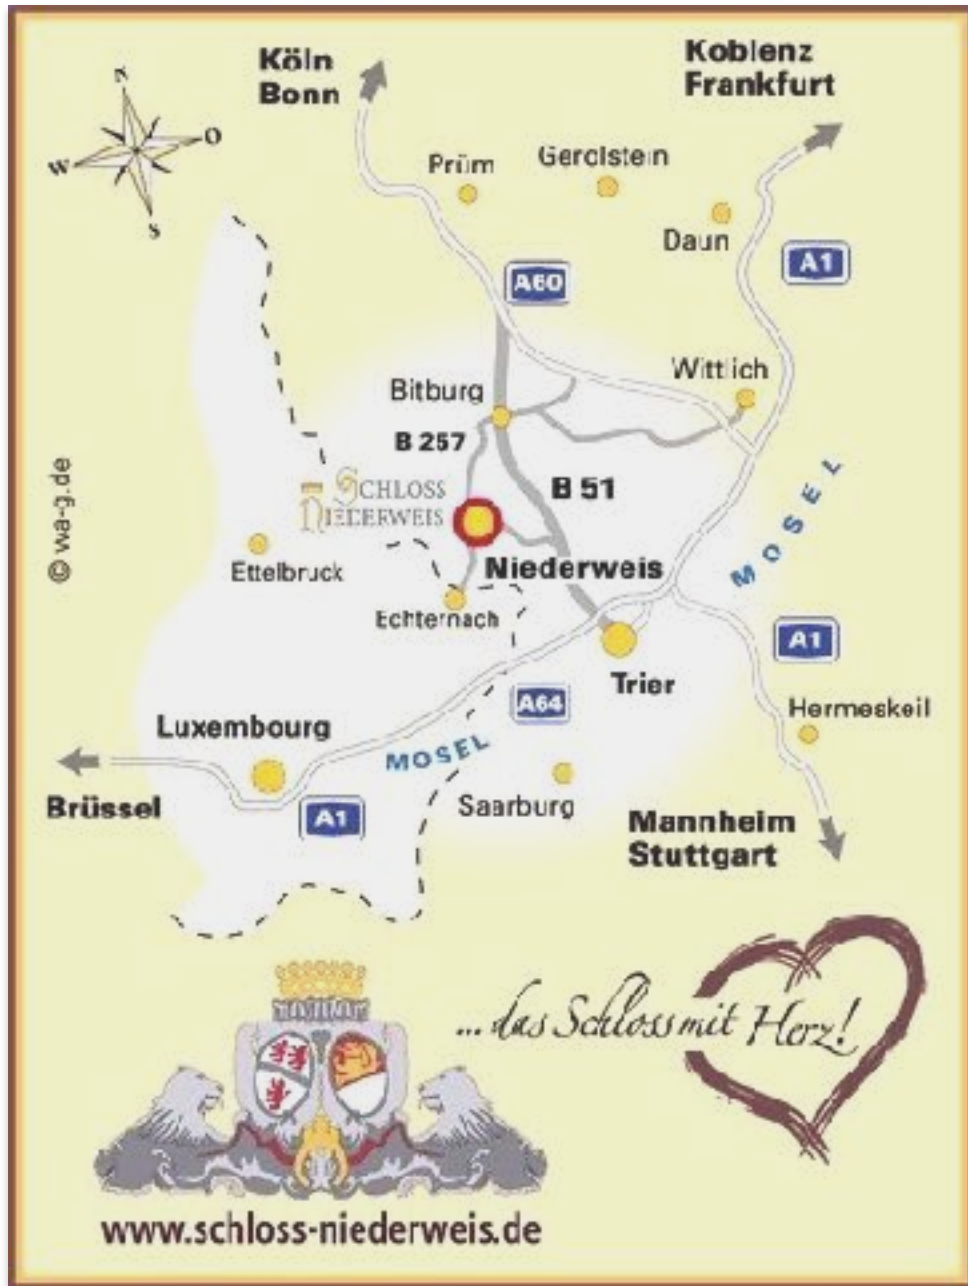 Köln
Bonn
Koblenz
Frankfurt
N
W
O
S
Prüm
Gerolstein
Daun
A1
A60
Wittlich
Bitburg
B 257
B 51
SCHLOSS
NIEDERWEIS
Niederweis
MOSEL
© wa-g.de
Ettelbruck
Echternach
A1
Trier
A64
Hermeskeil
Luxembourg
MOSEL
Brüssel
A1
Saarburg
Mannheim
Stuttgart
...das Schloss mit Herz!
www.schloss-niederweis.de